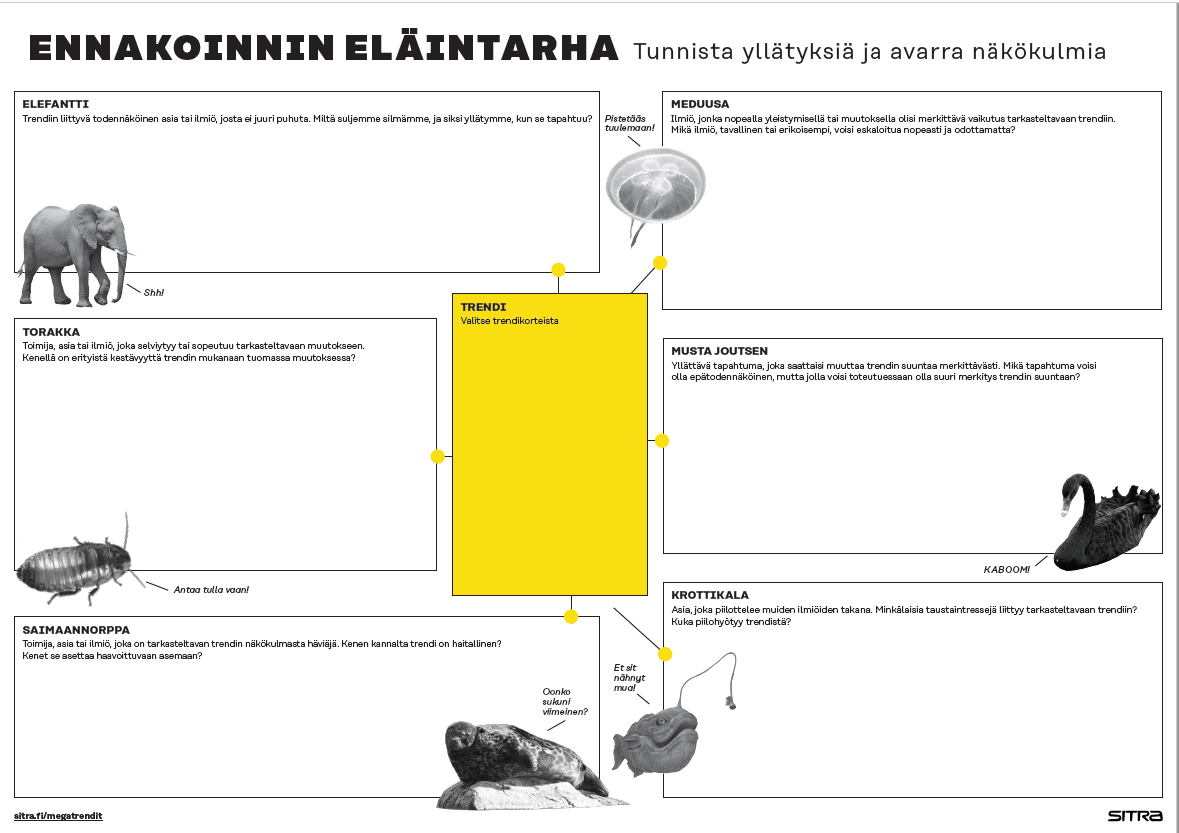 ENNAKOINNIN ELÄINTARHA Tunnista yllätyksiä ja avarra näkökulmia
ELEFANTTI
Trendiin liittyvä todennäköinen asia tai ilmiö, josta ei juuri puhuta. Miltä suljemme silmämme, ja siksi yllätymme, kun se tapahtuu?
Shh!
Pistetääs
tuulemaan!
MEDUUSA
Ilmiö, jonka nopealla yleistymisellä tai muutoksella olisi merkittävä vaikutus tarkasteltavaan trendiin.
Mikä ilmiö, tavallinen tai erikoisempi, voisi eskaloitua nopeasti ja odottamatta?
TRENDI
Valitse trendikorteista
TORAKKA
Toimija, asia tai ilmiö, joka selviytyy tai sopeutuu tarkasteltavaan muutokseen.
Kenellä on erityistä kestävyyttä trendin mukanaan tuomassa muutoksessa?
Antaa tulla vaan!
MUSTA JOUTSEN
Yllättävä tapahtuma, joka saattaisi muuttaa trendin suuntaa merkittävästi. Mikä tapahtuma voisi
olla epätodennäköinen, mutta jolla voisi toteutuessaan olla suuri merkitys trendin suuntaan?
KABOOM!
SAIMAANNORPPA
Toimija, asia tai ilmiö, joka on tarkasteltavan trendin näkökulmasta häviäjä. Kenen kannalta trendi on haitallinen?
Kenet se asettaa haavoittuvaan asemaan?
Oonko
sukuni
viimeinen?
KROTTIKALA
Asia, joka piilottelee muiden ilmiöiden takana. Minkälaisia taustaintressejä liittyy tarkasteltavaan trendiin?
Kuka piilohyötyy trendistä?
Et sit
nähnyt
mua!
sitra.fi/megatrendit
SITRA